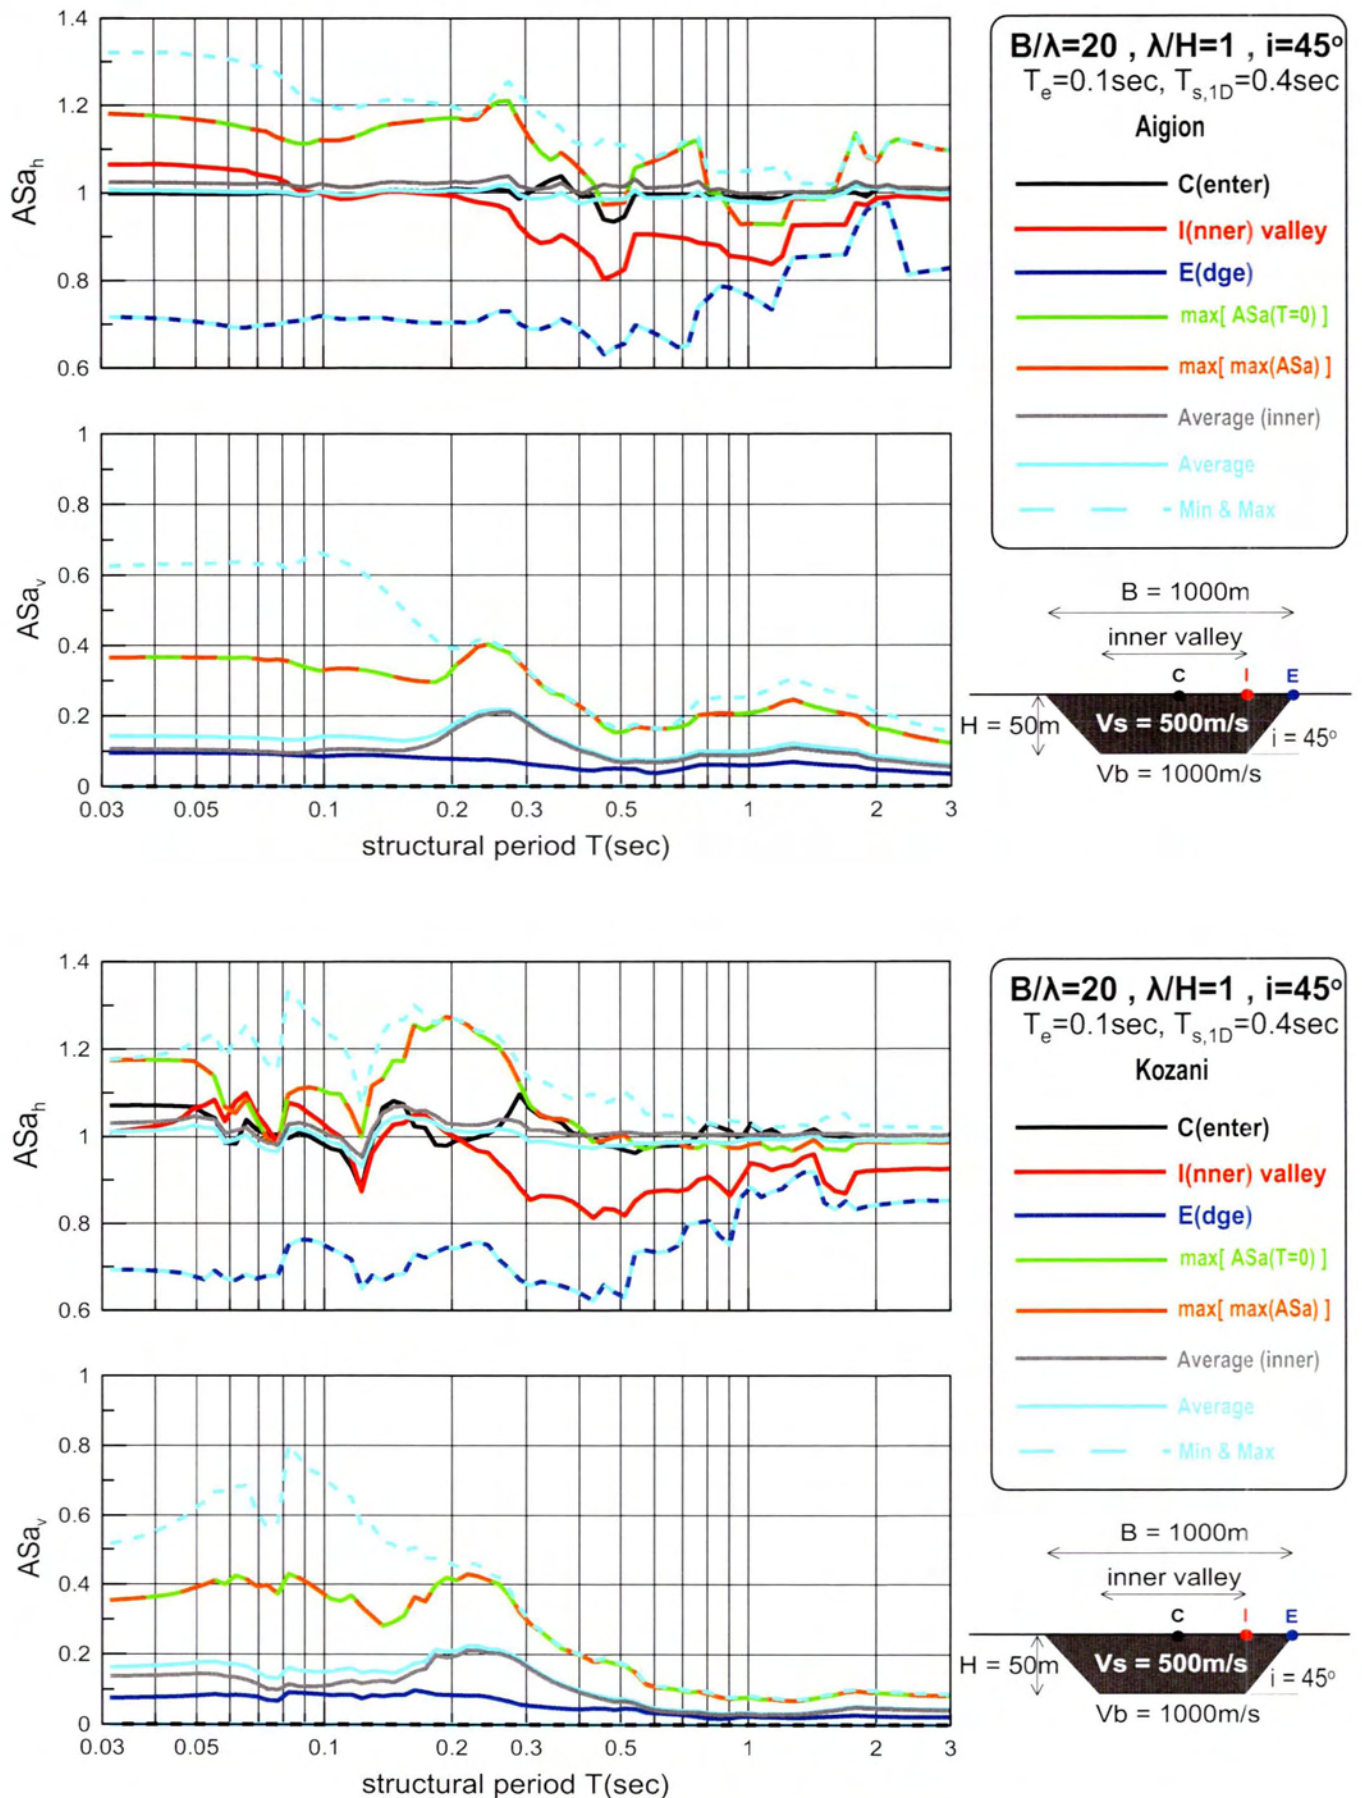 1.4
1.2
1
0.8
0.6
ASa_h
1
0.8
0.6
0.4
0.2
0
ASa_v
0.03 0.05 0.1 0.2 0.3 0.5 1 2 3
structural period T(sec)
B/λ=20 , λ/H=1 , i=45°
T_e=0.1sec, T_s,1D=0.4sec
Aigion
C(enter)
I(nner) valley
E(dge)
max[ ASa(T=0) ]
max[ max(ASa) ]
Average (inner)
Average
Min & Max
B = 1000m
inner valley
C I E
H = 50m Vs = 500m/s i = 45°
Vb = 1000m/s
1.4
1.2
1
0.8
0.6
ASa_h
1
0.8
0.6
0.4
0.2
0
ASa_v
0.03 0.05 0.1 0.2 0.3 0.5 1 2 3
structural period T(sec)
B/λ=20 , λ/H=1 , i=45°
T_e=0.1sec, T_s,1D=0.4sec
Kozani
C(enter)
I(nner) valley
E(dge)
max[ ASa(T=0) ]
max[ max(ASa) ]
Average (inner)
Average
Min & Max
B = 1000m
inner valley
C I E
H = 50m Vs = 500m/s i = 45°
Vb = 1000m/s